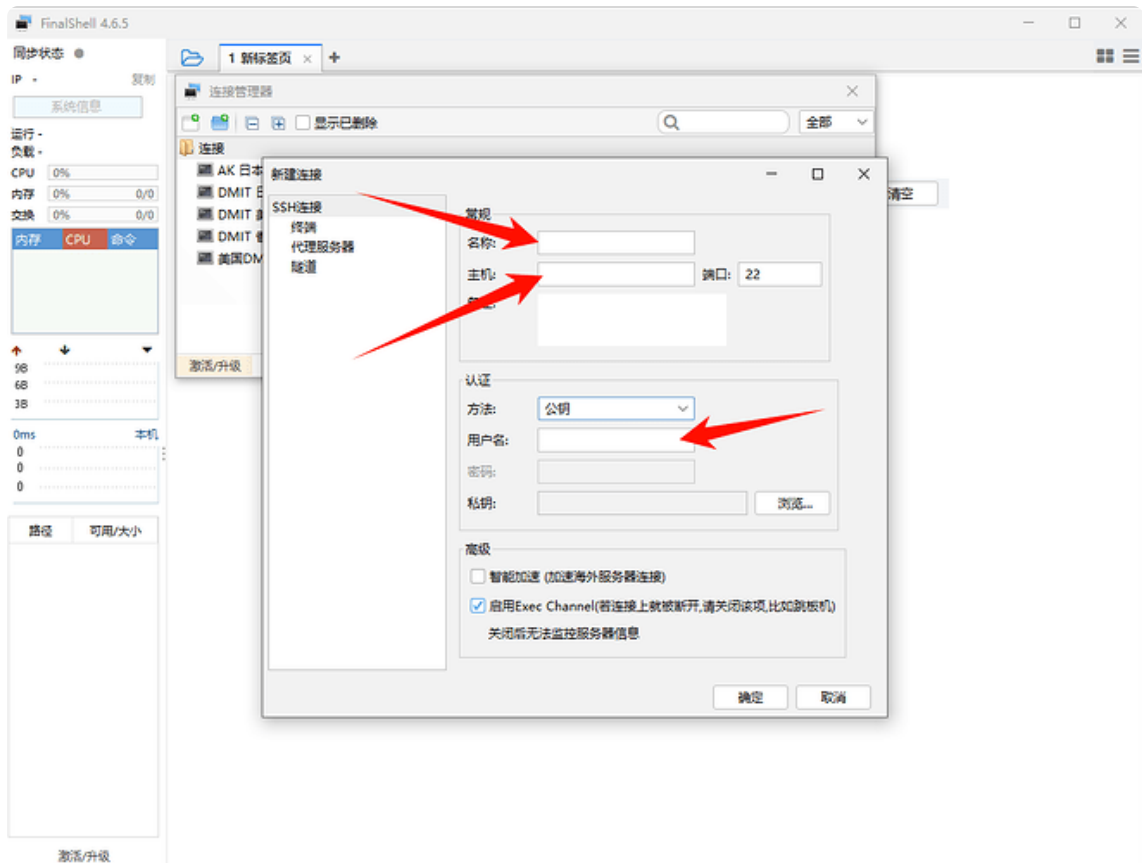 FinalShell 4.6.5
同步状态
IP - 复制
系统信息
运行 -
负载 -
CPU 0%
内存 0% 0/0
交换 0% 0/0
内存 CPU 命令
9B
6B
3B
0ms 本机
0
0
0
路径 可用/大小
激活/升级
1 新标签页
连接管理器
显示已删除
全部
连接
AK 日本
DMIT
DMIT
DMIT
美国DM
激活/升级
清空
新建连接
SSH连接
终端
代理服务器
隧道
常规
名称:
主机: 端口: 22
认证
方法: 公钥
用户名:
密码:
私钥: 浏览...
高级
智能加速 (加速海外服务器连接)
启用Exec Channel(若连接上就被断开,请关闭该项,比如跳板机)
关闭后无法监控服务器信息
确定 取消